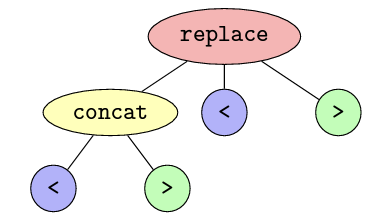 replace
concat < >
< >